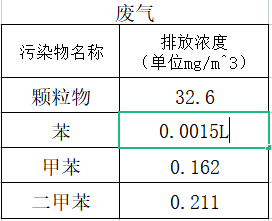 废气
污染物名称 排放浓度
（单位mg/m^3）
颗粒物 32.6
苯 0.0015L
甲苯 0.162
二甲苯 0.211